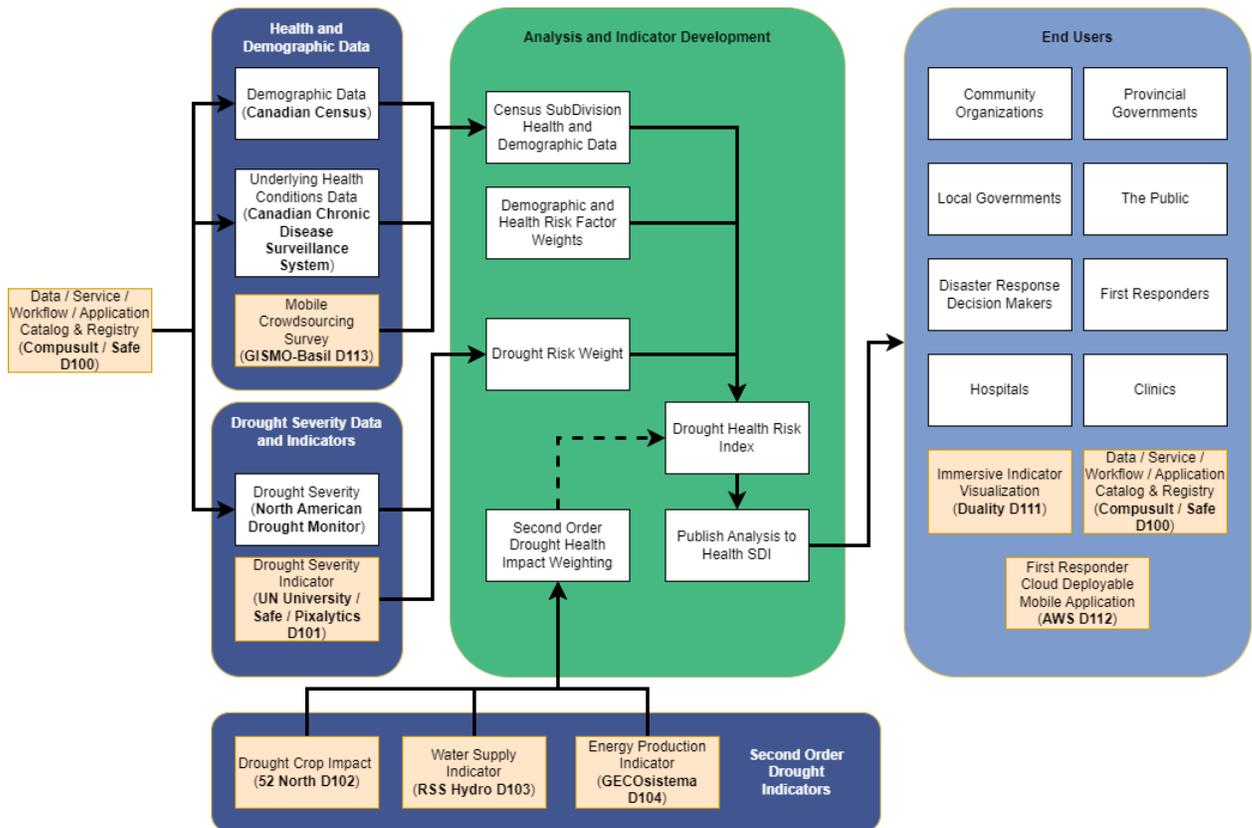 Data / Service /
Workflow / Application
Catalog & Registry
(Compusult / Safe
D100)
Health and
Demographic Data
Demographic Data
(Canadian Census)
Underlying Health
Conditions Data
(Canadian Chronic
Disease
Surveillance
System)
Mobile
Crowdsourcing
Survey
(GISMO-Basil D113)
Drought Severity Data
and Indicators
Drought Severity
(North American
Drought Monitor)
Drought Severity
Indicator
(UN University /
Safe / Pixalytics
D101)
Analysis and Indicator Development
Census SubDivision
Health and
Demographic Data
Demographic and
Health Risk Factor
Weights
Drought Risk Weight
Drought Health Risk
Index
Second Order
Drought Health
Impact Weighting
Publish Analysis to
Health SDI
Drought Crop Impact
(52 North D102)
Water Supply
Indicator
(RSS Hydro D103)
Energy Production
Indicator
(GECOsistema
D104)
Second Order
Drought
Indicators
End Users
Community
Organizations
Provincial
Governments
Local Governments
The Public
Disaster Response
Decision Makers
First Responders
Hospitals
Clinics
Immersive Indicator
Visualization
(Duality D111)
Data / Service /
Workflow / Application
Catalog & Registry
(Compusult / Safe
D100)
First Responder
Cloud Deployable
Mobile Application
(AWS D112)